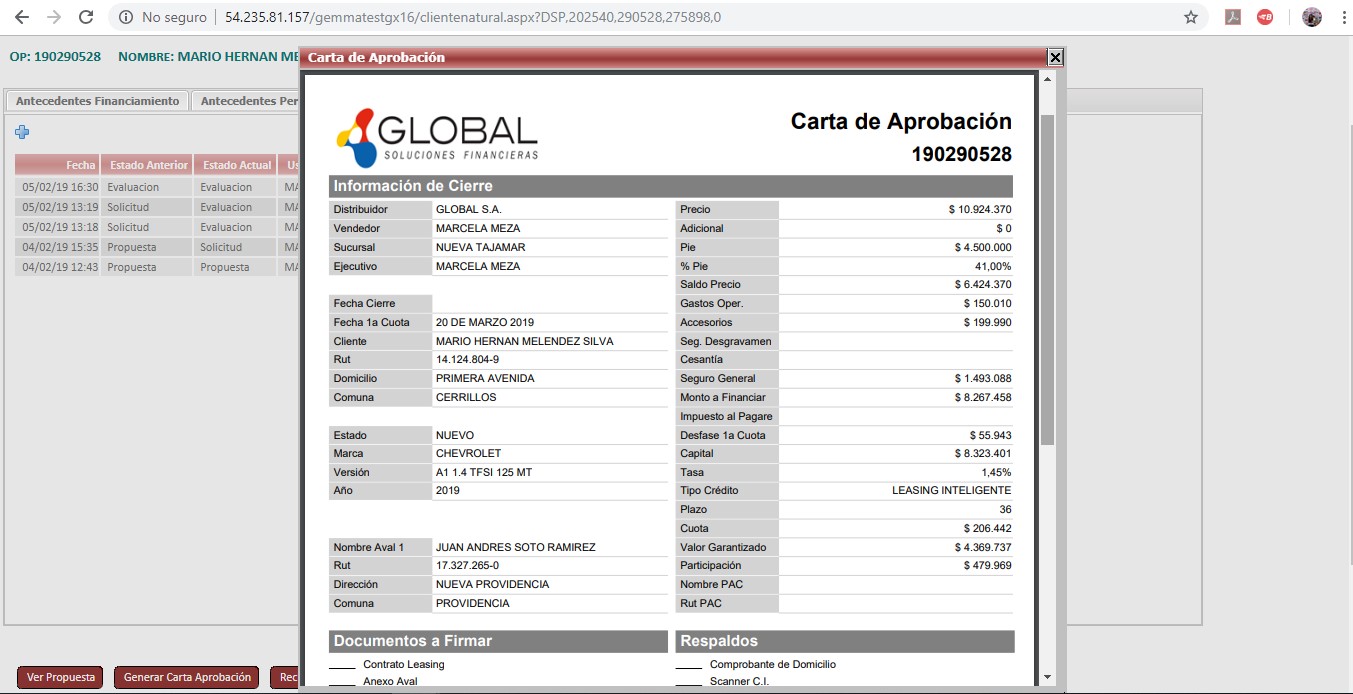 No seguro
54.235.81.157/gemmatestgx16/clientenatural.aspx?DSP,202540,290528,275898,0
OP: 190290528 NOMBRE: MARIO HERNAN ME
Antecedentes Financiamiento Antecedentes Per
Fecha Estado Anterior Estado Actual Us
05/02/19 16:30 Evaluacion Evaluacion MA
05/02/19 13:19 Solicitud Evaluacion MA
05/02/19 13:18 Solicitud Evaluacion MA
04/02/19 15:35 Propuesta Solicitud MA
04/02/19 12:43 Propuesta Propuesta MA
Ver Propuesta Generar Carta Aprobación Rec
Carta de Aprobación
GLOBAL
SOLUCIONES FINANCIERAS
Carta de Aprobación
190290528
Información de Cierre
Distribuidor GLOBAL S.A.
Vendedor MARCELA MEZA
Sucursal NUEVA TAJAMAR
Ejecutivo MARCELA MEZA
Fecha Cierre
Fecha 1a Cuota 20 DE MARZO 2019
Cliente MARIO HERNAN MELENDEZ SILVA
Rut 14.124.804-9
Domicilio PRIMERA AVENIDA
Comuna CERRILLOS
Estado NUEVO
Marca CHEVROLET
Versión A1 1.4 TFSI 125 MT
Año 2019
Nombre Aval 1 JUAN ANDRES SOTO RAMIREZ
Rut 17.327.265-0
Dirección NUEVA PROVIDENCIA
Comuna PROVIDENCIA
Precio $ 10.924.370
Adicional $ 0
Pie $ 4.500.000
% Pie 41,00%
Saldo Precio $ 6.424.370
Gastos Oper. $ 150.010
Accesorios $ 199.990
Seg. Desgravamen
Cesantía
Seguro General $ 1.493.088
Monto a Financiar $ 8.267.458
Impuesto al Pagare
Desfase 1a Cuota $ 55.943
Capital $ 8.323.401
Tasa 1,45%
Tipo Crédito LEASING INTELIGENTE
Plazo 36
Cuota $ 206.442
Valor Garantizado $ 4.369.737
Participación $ 479.969
Nombre PAC
Rut PAC
Documentos a Firmar
Contrato Leasing
Anexo Aval
Respaldos
Comprobante de Domicilio
Scanner C.I.